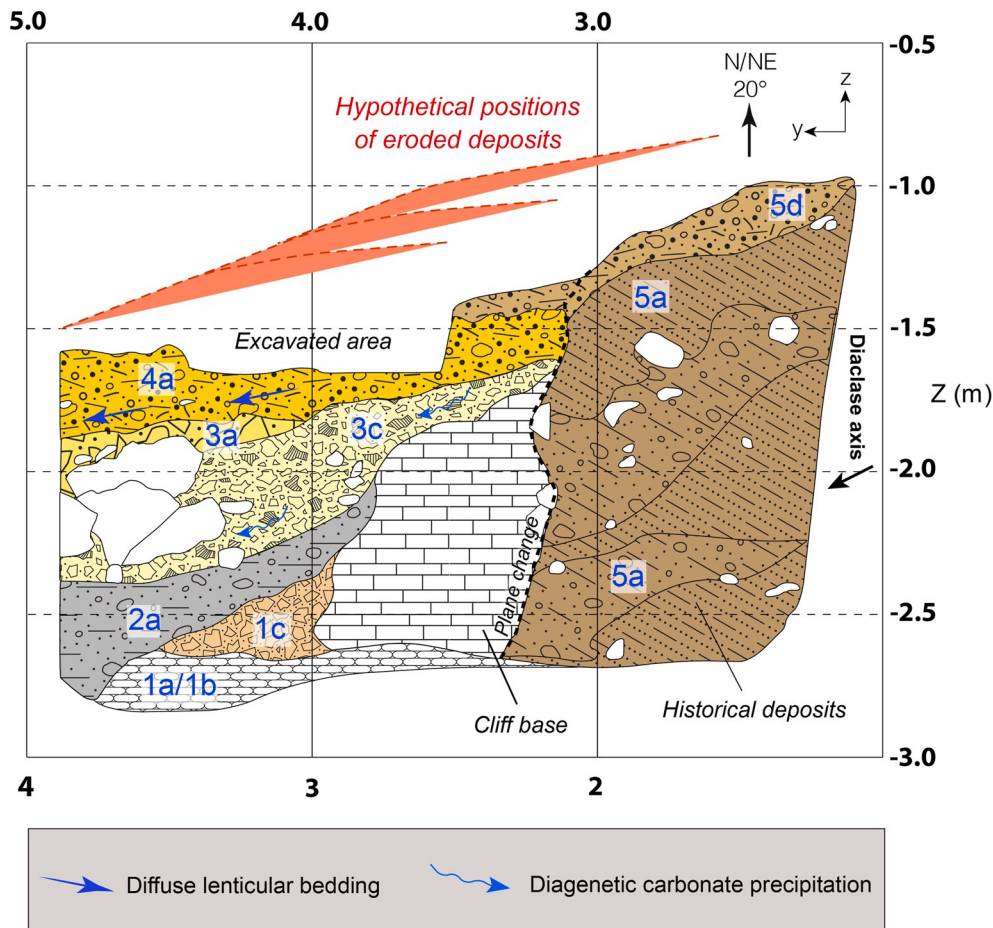 5.0 4.0 3.0
-0.5
N/NE
20°
z
y
Hypothetical positions
of eroded deposits
-1.0
5d
5a
Excavated area
-1.5
4a
Diaclase axis
Z (m)
3a
3c
-2.0
Plane change
5a
2a
1c
-2.5
1a/1b
Cliff base
Historical deposits
-3.0
4 3 2
Diffuse lenticular bedding
Diagenetic carbonate precipitation